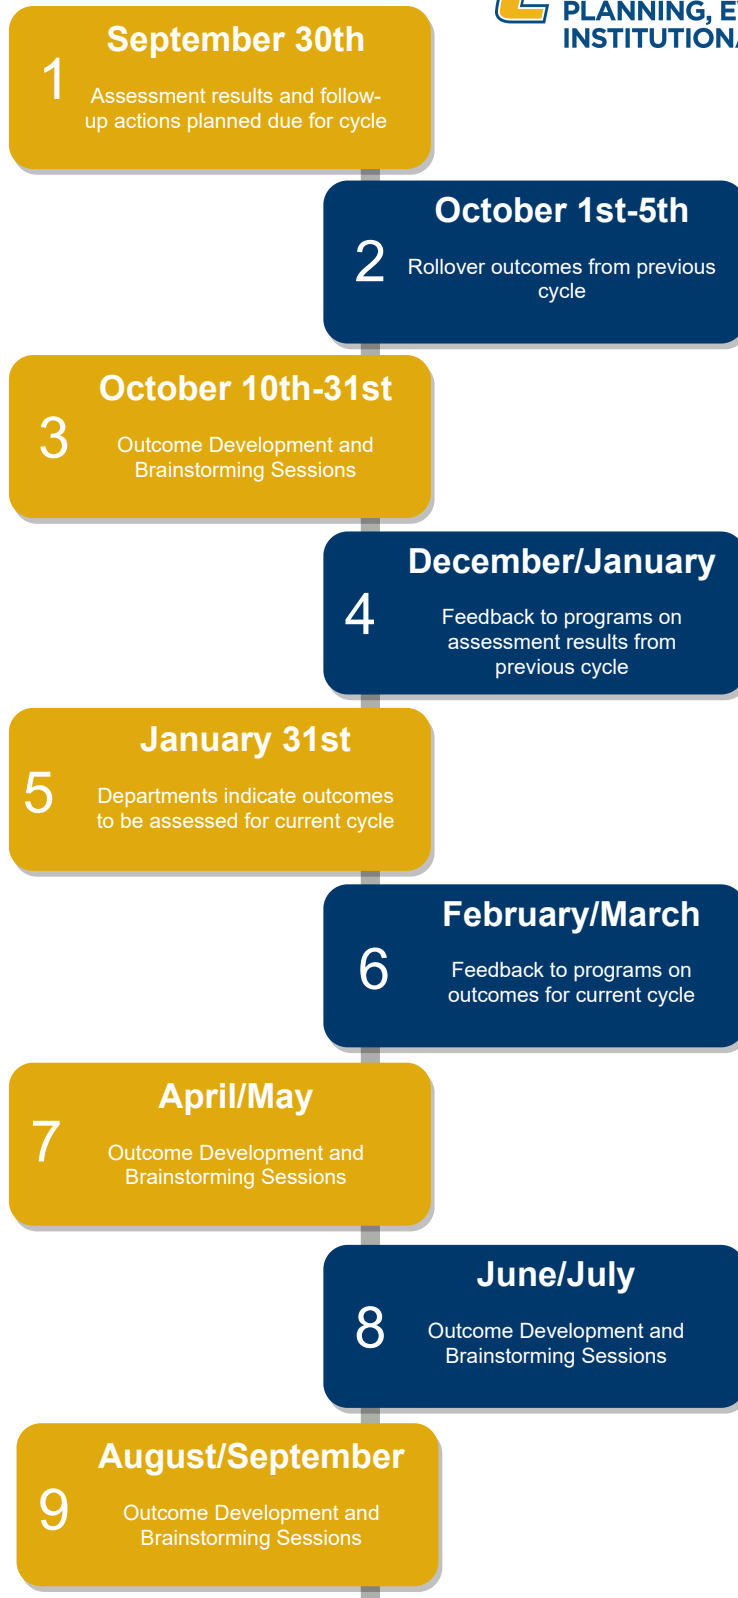 PLANNING, E
INSTITUTION
1
September 30th
Assessment results and follow-
up actions planned due for cycle
2
October 1st-5th
Rollover outcomes from previous
cycle
3
October 10th-31st
Outcome Development and
Brainstorming Sessions
4
December/January
Feedback to programs on
assessment results from
previous cycle
5
January 31st
Departments indicate outcomes
to be assessed for current cycle
6
February/March
Feedback to programs on
outcomes for current cycle
7
April/May
Outcome Development and
Brainstorming Sessions
8
June/July
Outcome Development and
Brainstorming Sessions
9
August/September
Outcome Development and
Brainstorming Sessions